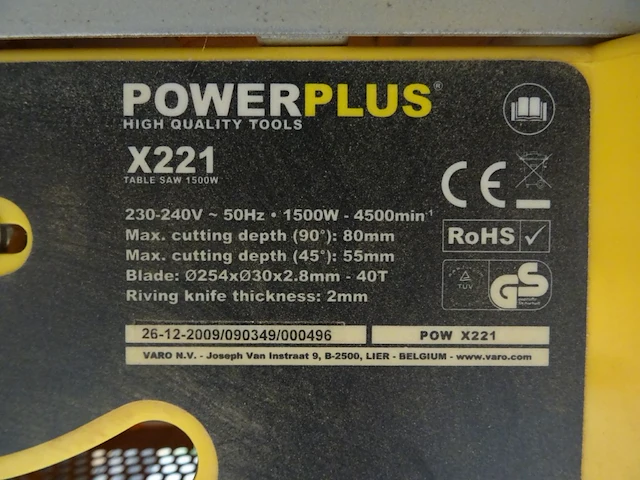 POWERPLUS®
HIGH QUALITY TOOLS
X221
TABLE SAW 1500W
CE
230-240V ~ 50Hz • 1500W - 4500min⁻¹
Max. cutting depth (90°): 80mm
RoHS ✓
Max. cutting depth (45°): 55mm
Blade: Ø254xØ30x2.8mm - 40T
TÜV GS
Riving knife thickness: 2mm
26-12-2009/090349/000496 POW X221
VARO N.V. - Joseph Van Instraat 9, B-2500, LIER - BELGIUM - www.varo.com